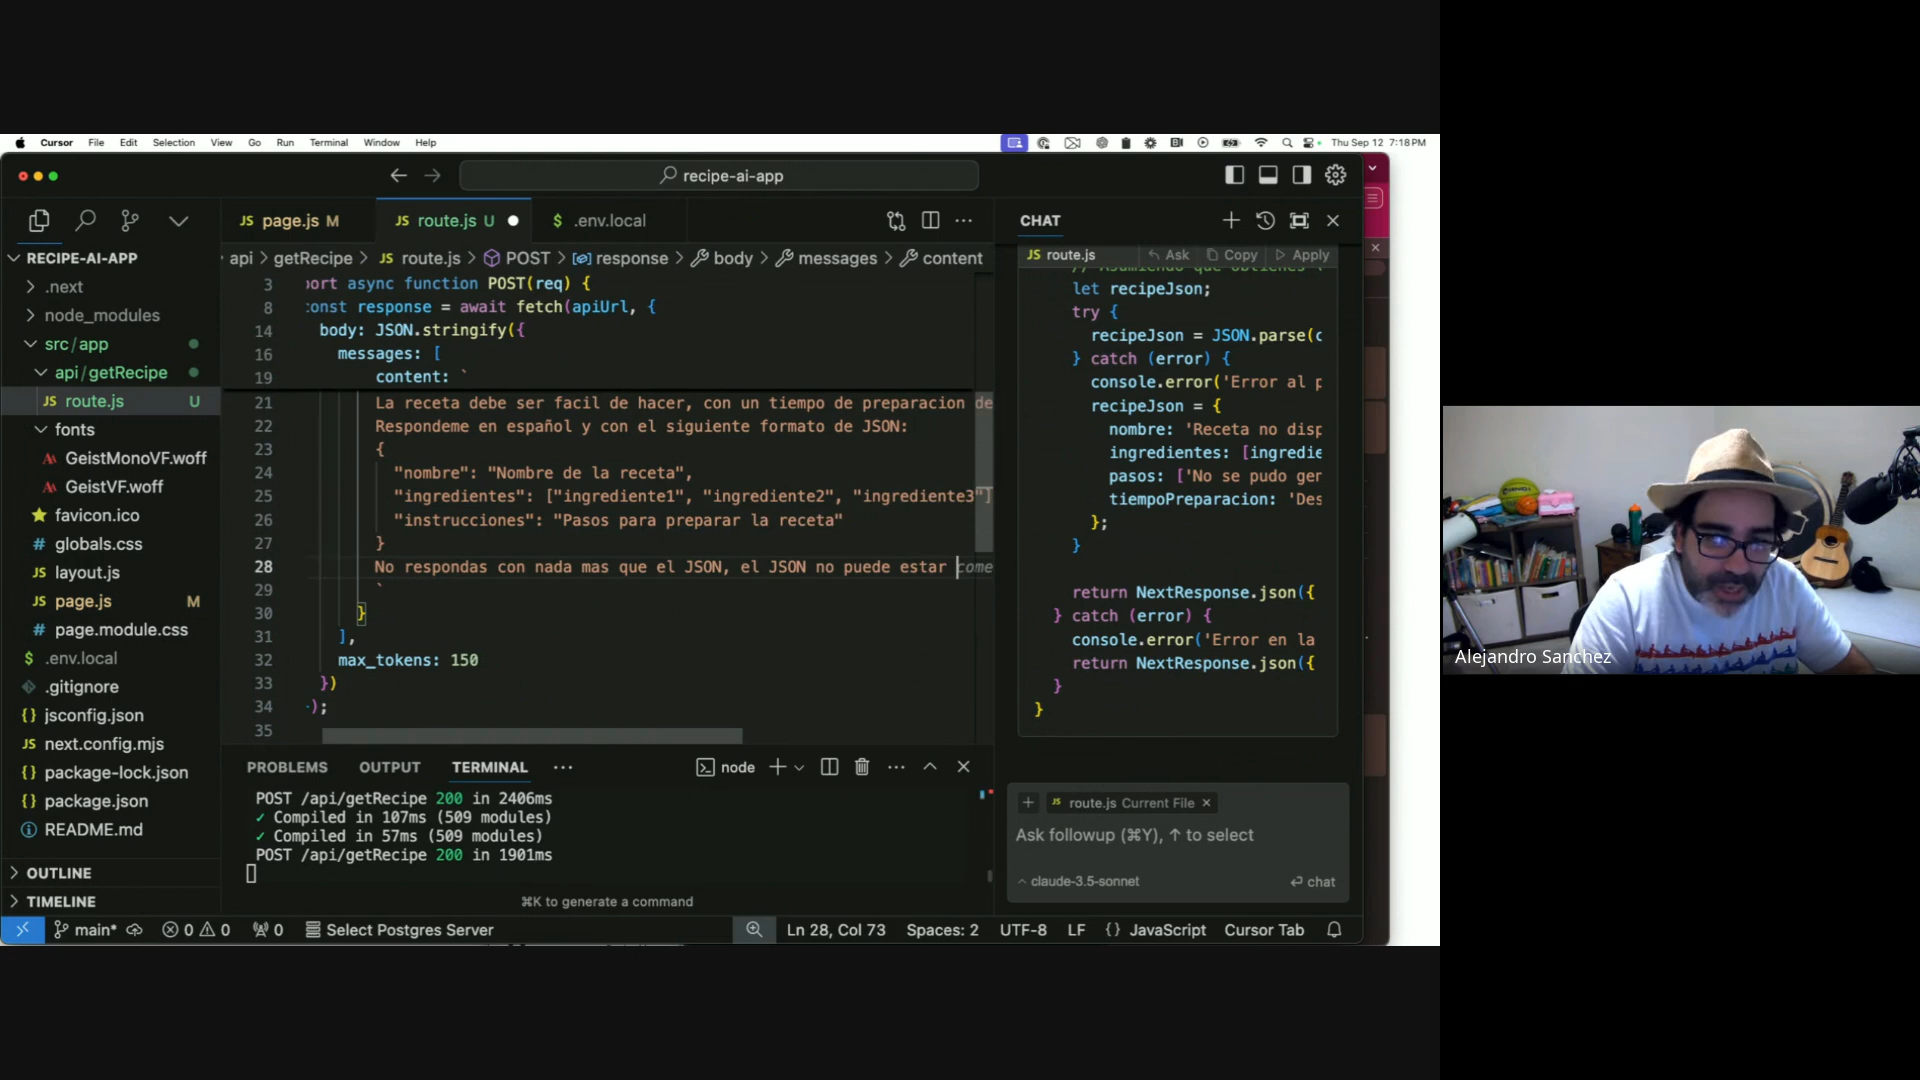 Cursor File Edit Selection View Go Run Terminal Window Help
Thu Sep 12 7:18 PM
recipe-ai-app
RECIPE-AI-APP
.next
node_modules
src/app
api/getRecipe
JS route.js U
fonts
GeistMonoVF.woff
GeistVF.woff
favicon.ico
# globals.css
JS layout.js
JS page.js M
# page.module.css
$ .env.local
.gitignore
{} jsconfig.json
JS next.config.mjs
{} package-lock.json
{} package.json
README.md
OUTLINE
TIMELINE
JS page.js M
JS route.js U
$ .env.local
api > getRecipe > JS route.js > POST > response > body > messages > content
3 port async function POST(req) {
8 const response = await fetch(apiUrl, {
14 body: JSON.stringify({
16 messages: [
19 content: `
21 La receta debe ser facil de hacer, con un tiempo de preparacion de
22 Respondeme en español y con el siguiente formato de JSON:
23 {
24 "nombre": "Nombre de la receta",
25 "ingredientes": ["ingrediente1", "ingrediente2", "ingrediente3"]
26 "instrucciones": "Pasos para preparar la receta"
27 }
28 No respondas con nada mas que el JSON, el JSON no puede estar come
29 `
30 }
31 ],
32 max_tokens: 150
33 })
34 );
35
PROBLEMS OUTPUT TERMINAL ···
node
POST /api/getRecipe 200 in 2406ms
✓ Compiled in 107ms (509 modules)
✓ Compiled in 57ms (509 modules)
POST /api/getRecipe 200 in 1901ms
⌘K to generate a command
CHAT
JS route.js Ask Copy Apply
let recipeJson;
try {
recipeJson = JSON.parse(c
} catch (error) {
console.error('Error al p
recipeJson = {
nombre: 'Receta no disp
ingredientes: [ingredie
pasos: ['No se pudo gen
tiempoPreparacion: 'Des
};
}
return NextResponse.json({
} catch (error) {
console.error('Error en la
return NextResponse.json({
}
}
+ JS route.js Current File ×
Ask followup (⌘Y), ↑ to select
claude-3.5-sonnet
chat
main* 0 0 0 Select Postgres Server
Ln 28, Col 73 Spaces: 2 UTF-8 LF {} JavaScript Cursor Tab
Alejandro Sanchez